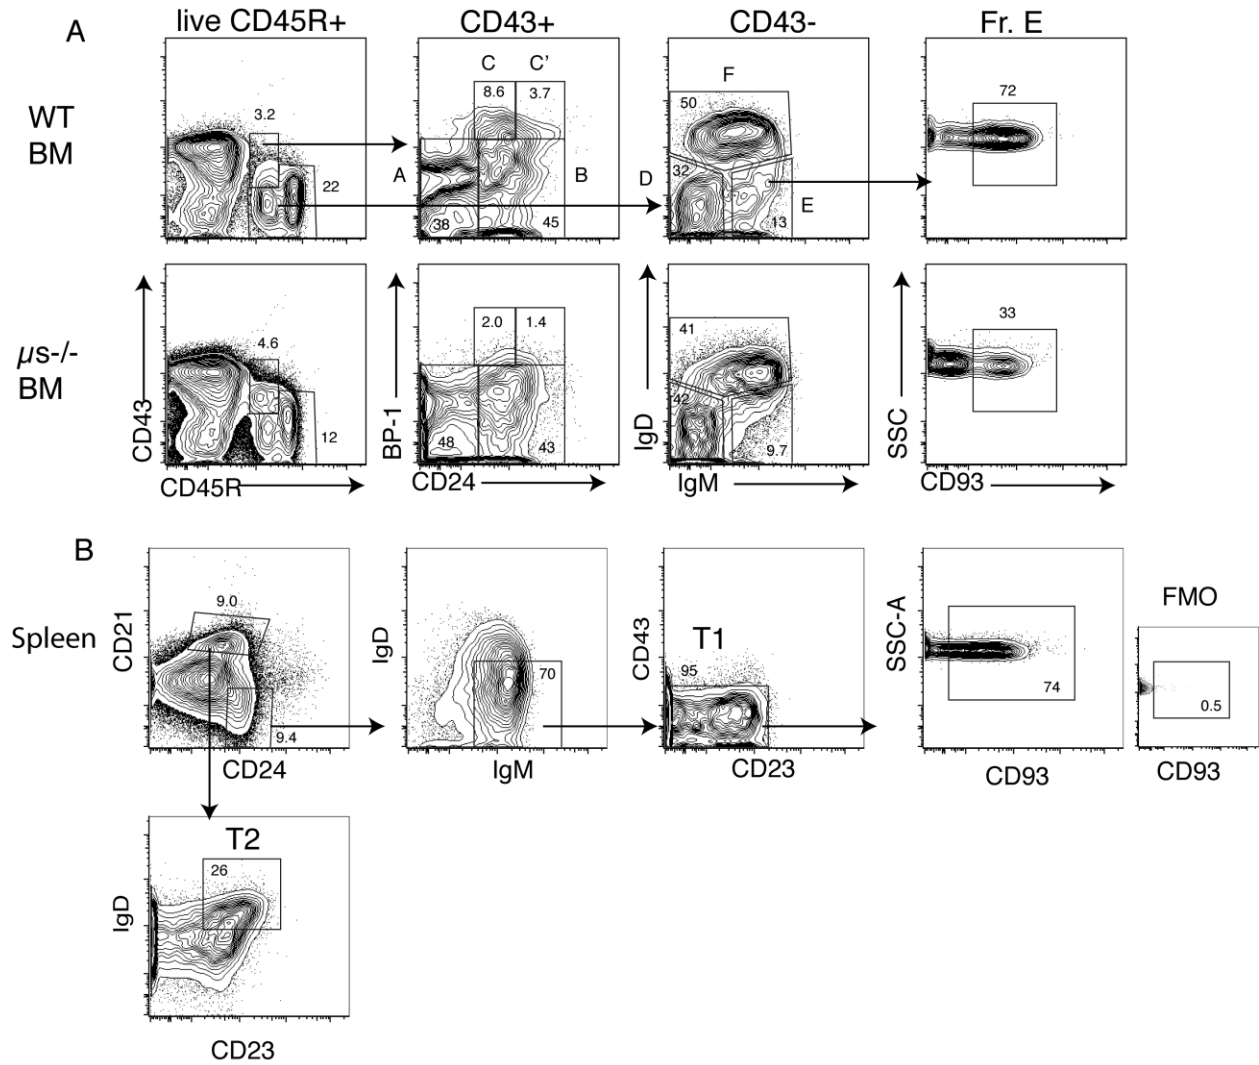 A
live CD45R+
CD43+
CD43-
Fr. E
WT
BM
3.2
22
C
C'
8.6
3.7
A
B
38
45
F
50
D
32
E
13
72
µs-/-
BM
4.6
12
2.0
1.4
48
43
41
42
9.7
33
CD43
CD45R
BP-1
CD24
IgD
IgM
SSC
CD93
B
Spleen
CD21
9.0
9.4
CD24
IgD
70
IgM
CD43
T1
95
CD23
SSC-A
74
CD93
FMO
0.5
CD93
T2
26
IgD
CD23